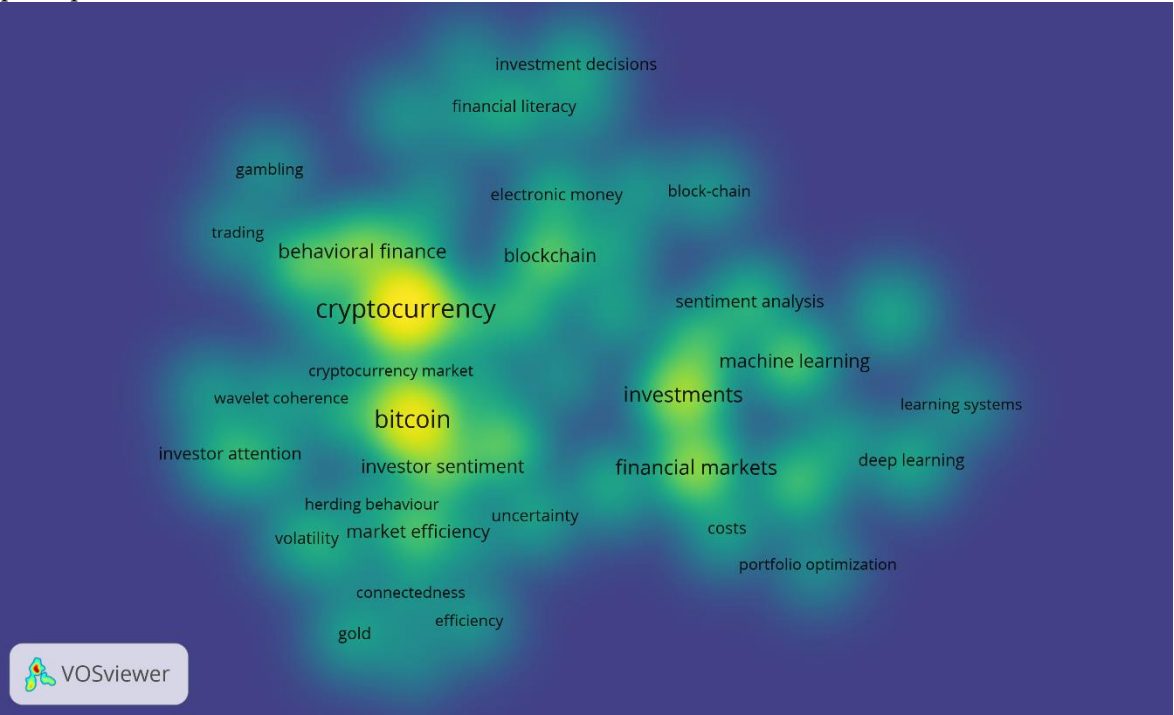 investment decisions
financial literacy
gambling
electronic money
block-chain
trading
behavioral finance
blockchain
cryptocurrency
sentiment analysis
cryptocurrency market
machine learning
wavelet coherence
investments
learning systems
bitcoin
investor attention
investor sentiment
financial markets
deep learning
herding behaviour
uncertainty
volatility
market efficiency
costs
portfolio optimization
connectedness
efficiency
gold
VOSviewer